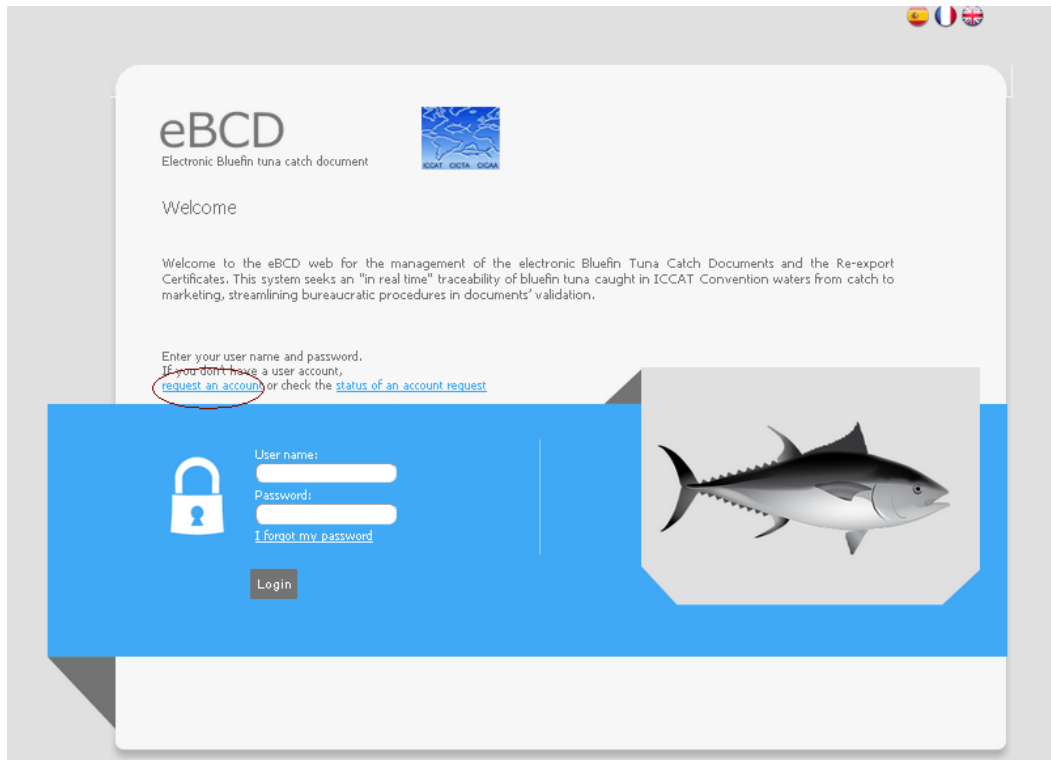 eBCD
Electronic Bluefin tuna catch document
ICCAT CICTA CICAA
Welcome
Welcome to the eBCD web for the management of the electronic Bluefin Tuna Catch Documents and the Re-export
Certificates. This system seeks an "in real time" traceability of bluefin tuna caught in ICCAT Convention waters from catch to
marketing, streamlining bureaucratic procedures in documents' validation.
Enter your user name and password.
If you don't have a user account,
request an account or check the status of an account request
User name:
Password:
I forgot my password
Login